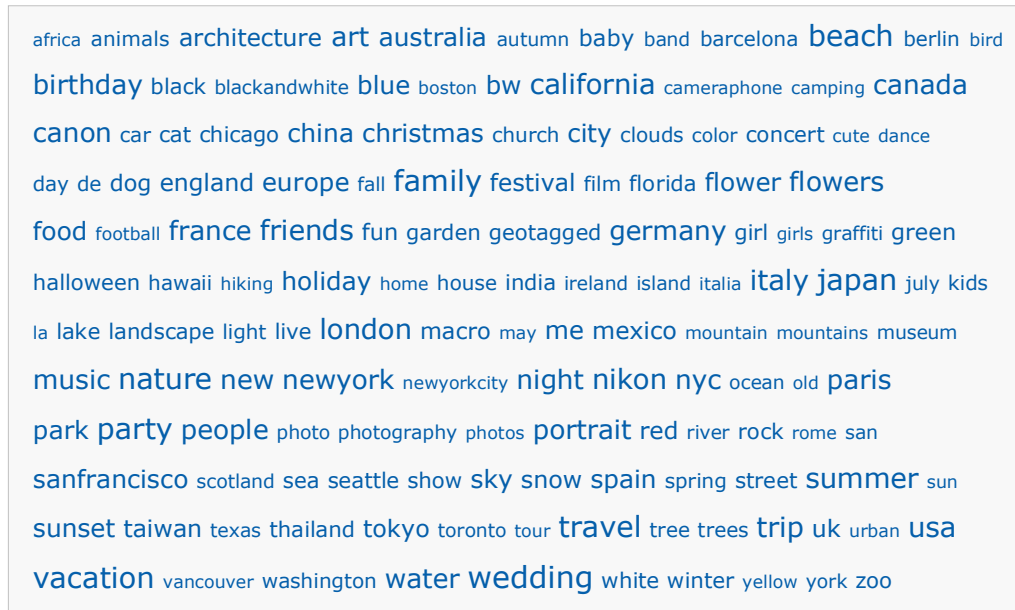 africa animals architecture art australia autumn baby band barcelona beach berlin bird
birthday black blackandwhite blue boston bw california cameraphone camping canada
canon car cat chicago china christmas church city clouds color concert cute dance
day de dog england europe fall family festival film florida flower flowers
food football france friends fun garden geotagged germany girl girls graffiti green
halloween hawaii hiking holiday home house india ireland island italia italy japan july kids
la lake landscape light live london macro may me mexico mountain mountains museum
music nature new newyork newyorkcity night nikon nyc ocean old paris
park party people photo photography photos portrait red river rock rome san
sanfrancisco scotland sea seattle show sky snow spain spring street summer sun
sunset taiwan texas thailand tokyo toronto tour travel tree trees trip uk urban usa
vacation vancouver washington water wedding white winter yellow york zoo